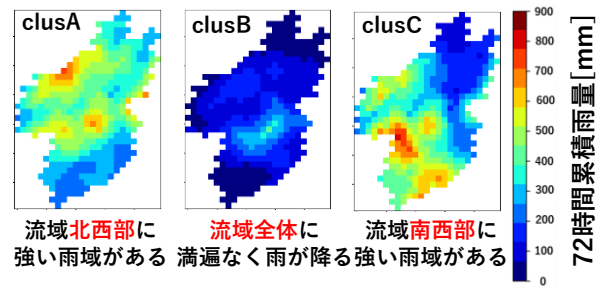 clusA
clusB
clusC
流域北西部に
強い雨域がある
流域全体に
満遍なく雨が降る
流域南西部に
強い雨域がある
900
800
700
600
500
400
300
200
100
0
72時間累積雨量[mm]